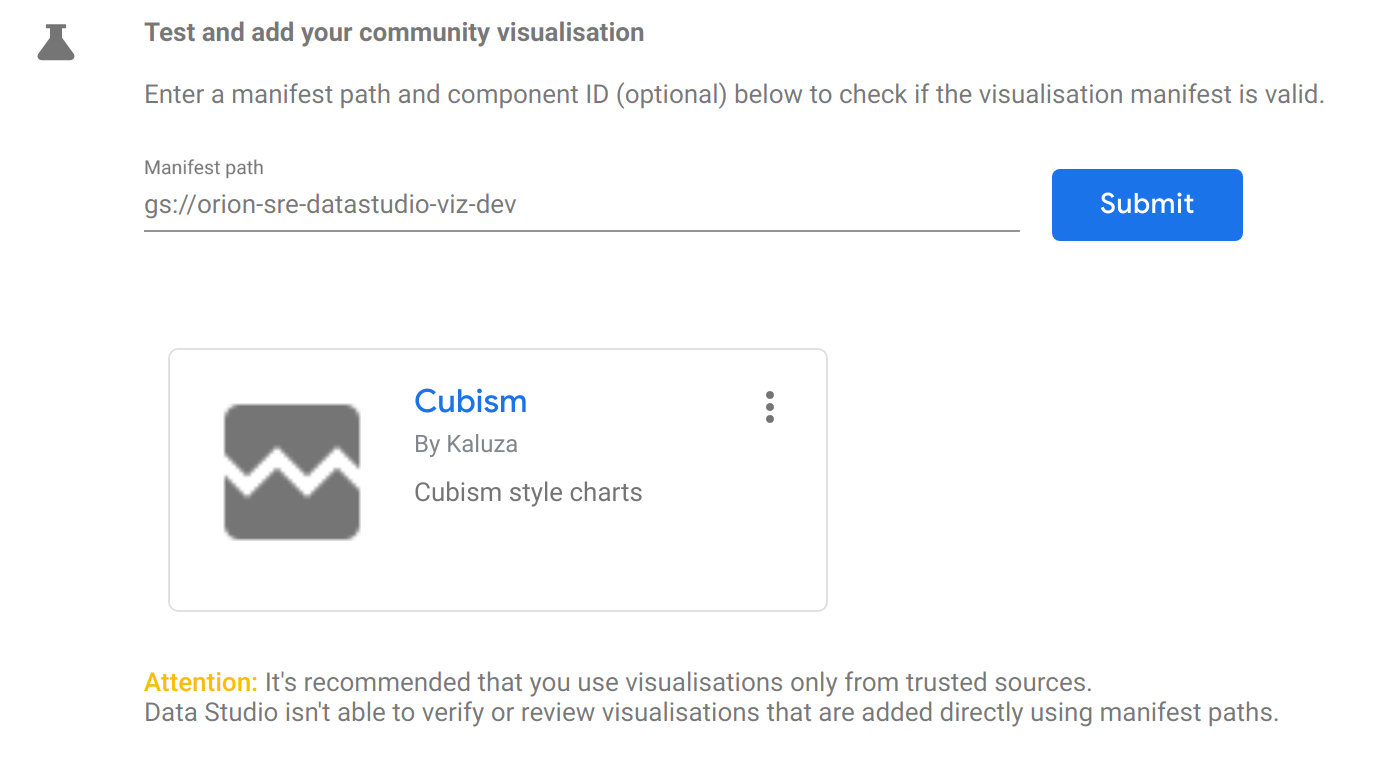 Test and add your community visualisation
Enter a manifest path and component ID (optional) below to check if the visualisation manifest is valid.
Manifest path
gs://orion-sre-datastudio-viz-dev
Submit
Cubism
By Kaluza
Cubism style charts
Attention: It's recommended that you use visualisations only from trusted sources.
Data Studio isn't able to verify or review visualisations that are added directly using manifest paths.